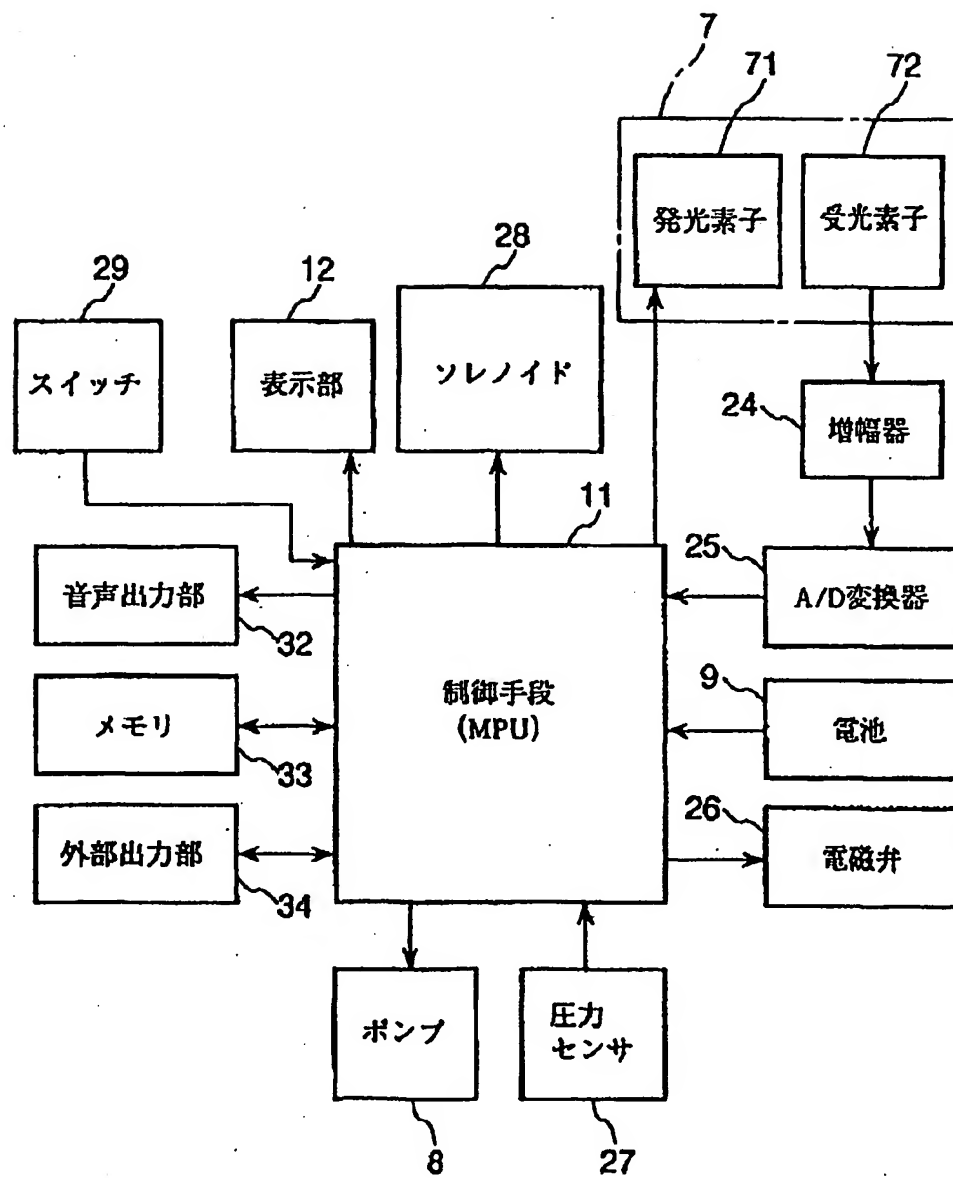 7
71
72
発光素子
受光素子
29
12
28
スイッチ
表示部
ソレノイド
24
増幅器
11
25
音声出力部
A/D変換器
32
9
制御手段
(MPU)
メモリ
電池
33
26
外部出力部
電磁弁
34
ポンプ
圧力
センサ
8
27